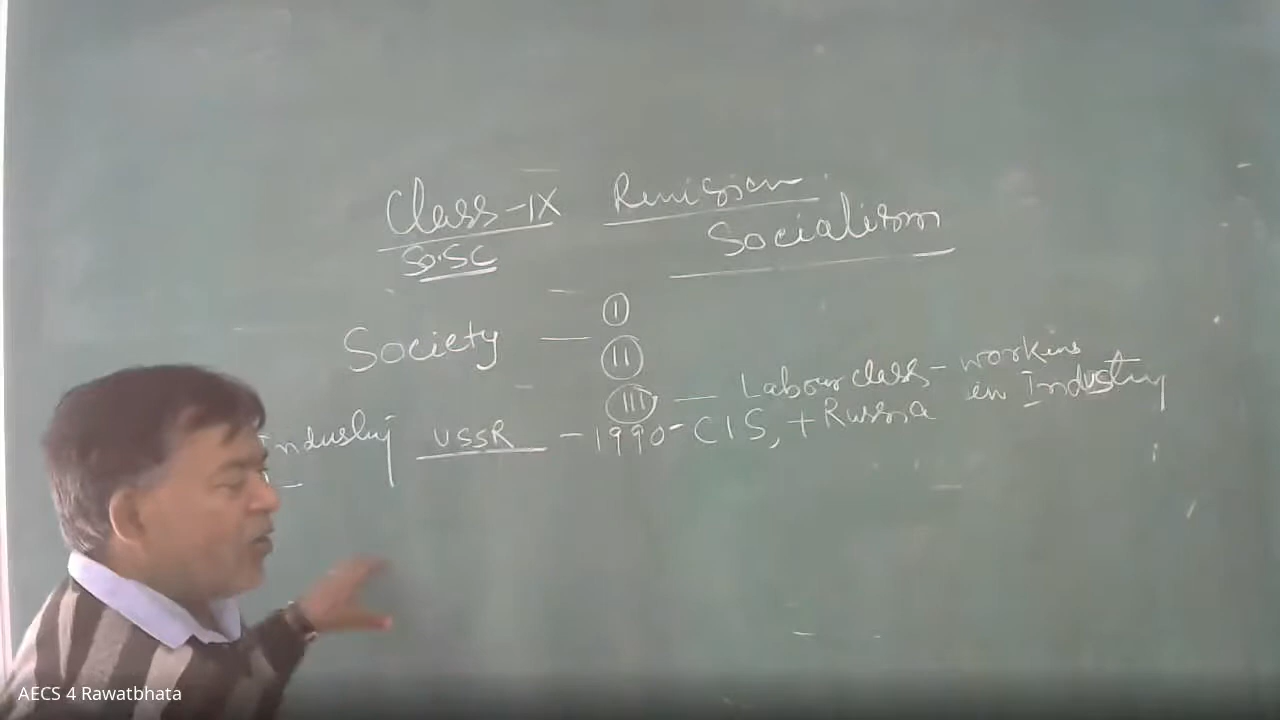 Class-IX Revision
So.Sc Socialism
Society — I
II
III — Labour class - workers
in Industry
Industry USSR - 1990 - CIS, + Russia
AECS 4 Rawatbhata